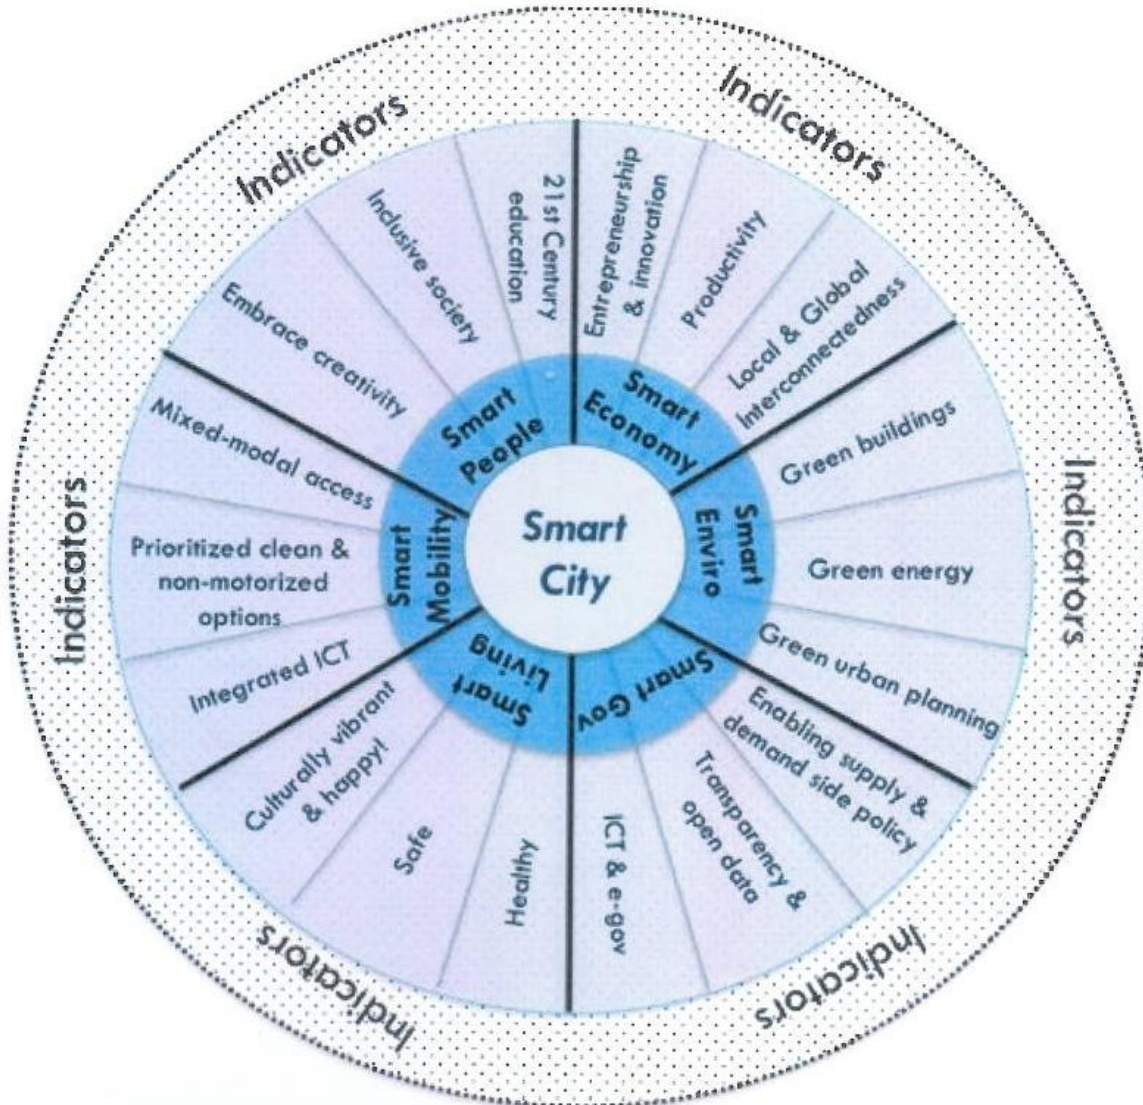 Indicators
Indicators
Indicators
Indicators
Indicators
Indicators
Smart
City
Smart
Economy
Entrepreneurship
& innovation
Productivity
Local & Global
Interconnectedness
Smart
Enviro
Green buildings
Green energy
Green urban planning
Smart Gov
Enabling supply &
demand side policy
Transparency &
open data
ICT & e-gov
Smart
Living
Healthy
Safe
Culturally vibrant
& happy!
Smart
Mobility
Integrated ICT
Prioritized clean &
non-motorized
options
Mixed-modal access
Smart
People
Embrace creativity
Inclusive society
21st Century
education